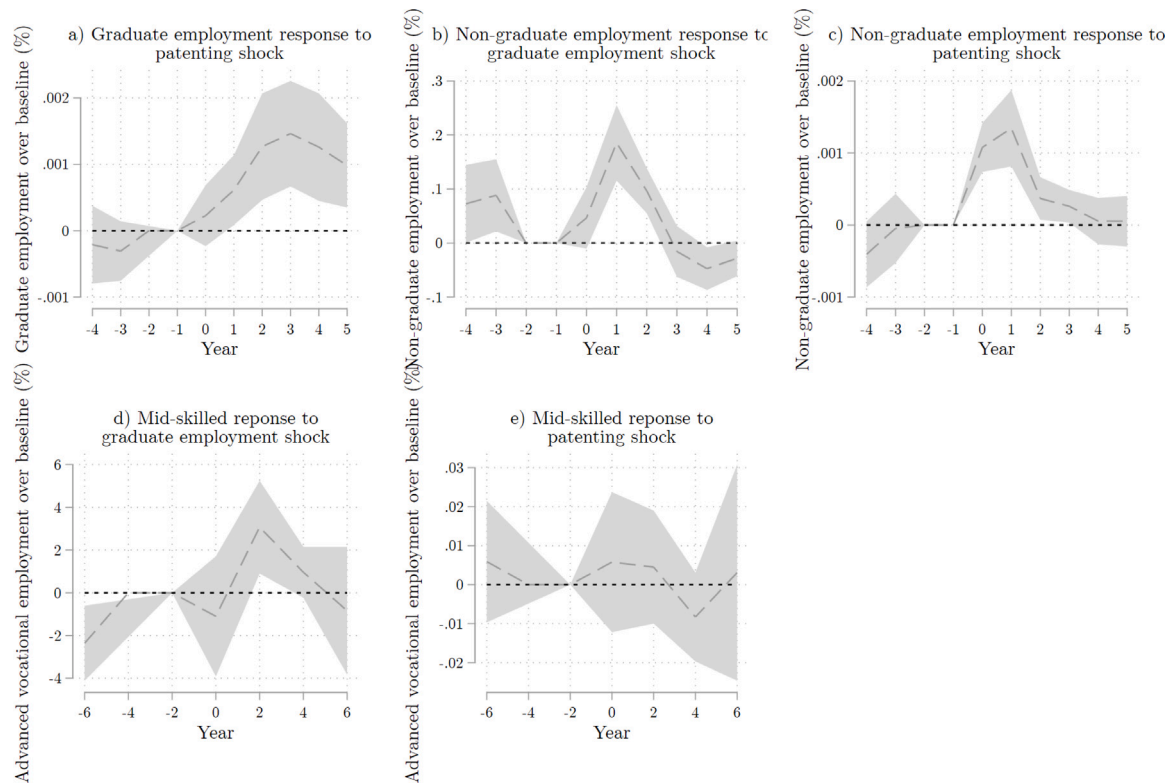 a) Graduate employment response to
patenting shock
Graduate employment over baseline (%)
.002
.001
0
-.001
-4 -3 -2 -1 0 1 2 3 4 5
Year
b) Non-graduate employment response to
graduate employment shock
Non-graduate employment over baseline (%)
.3
.2
.1
0
-.1
-4 -3 -2 -1 0 1 2 3 4 5
Year
c) Non-graduate employment response to
patenting shock
Non-graduate employment over baseline (%)
.002
.001
0
-.001
-4 -3 -2 -1 0 1 2 3 4 5
Year
d) Mid-skilled reponse to
graduate employment shock
Advanced vocational employment over baseline (%)
6
4
2
0
-2
-4
-6 -4 -2 0 2 4 6
Year
e) Mid-skilled reponse to
patenting shock
Advanced vocational employment over baseline (%)
.03
.02
.01
0
-.01
-.02
-6 -4 -2 0 2 4 6
Year